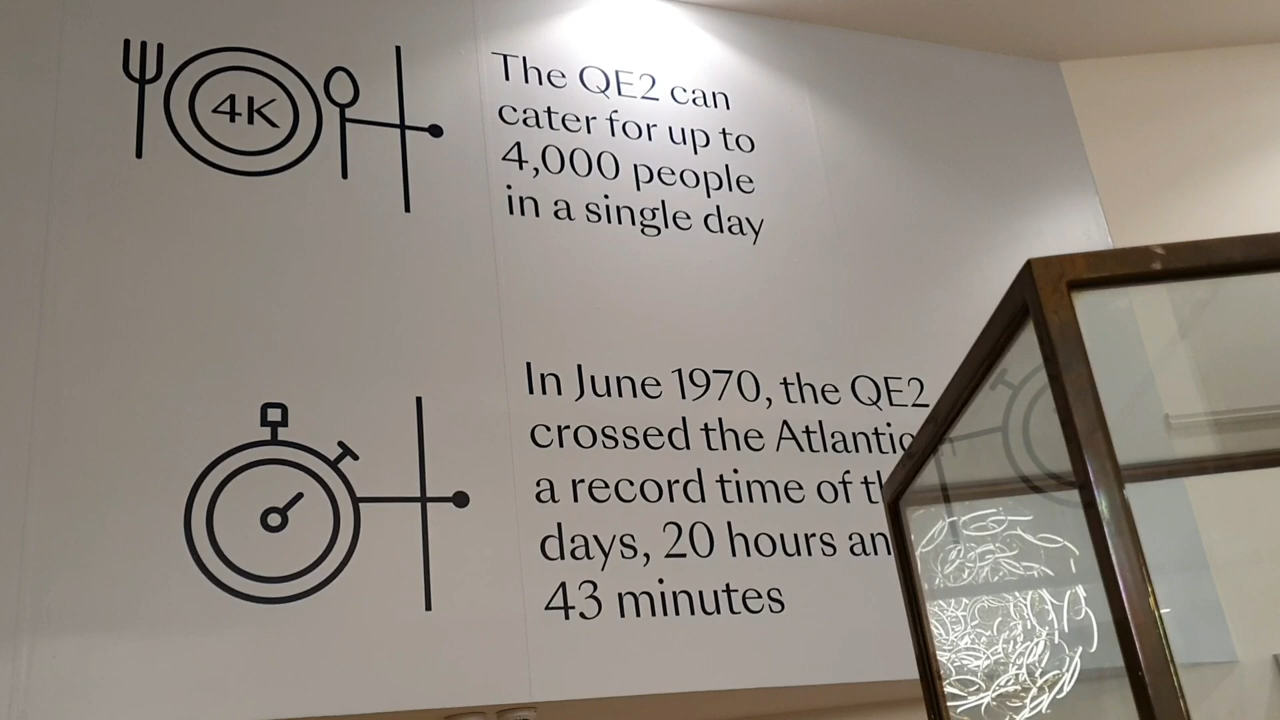 4K
The QE2 can
cater for up to
4,000 people
in a single day
In June 1970, the QE2
crossed the Atlantic
a record time of
days, 20 hours
43 minutes